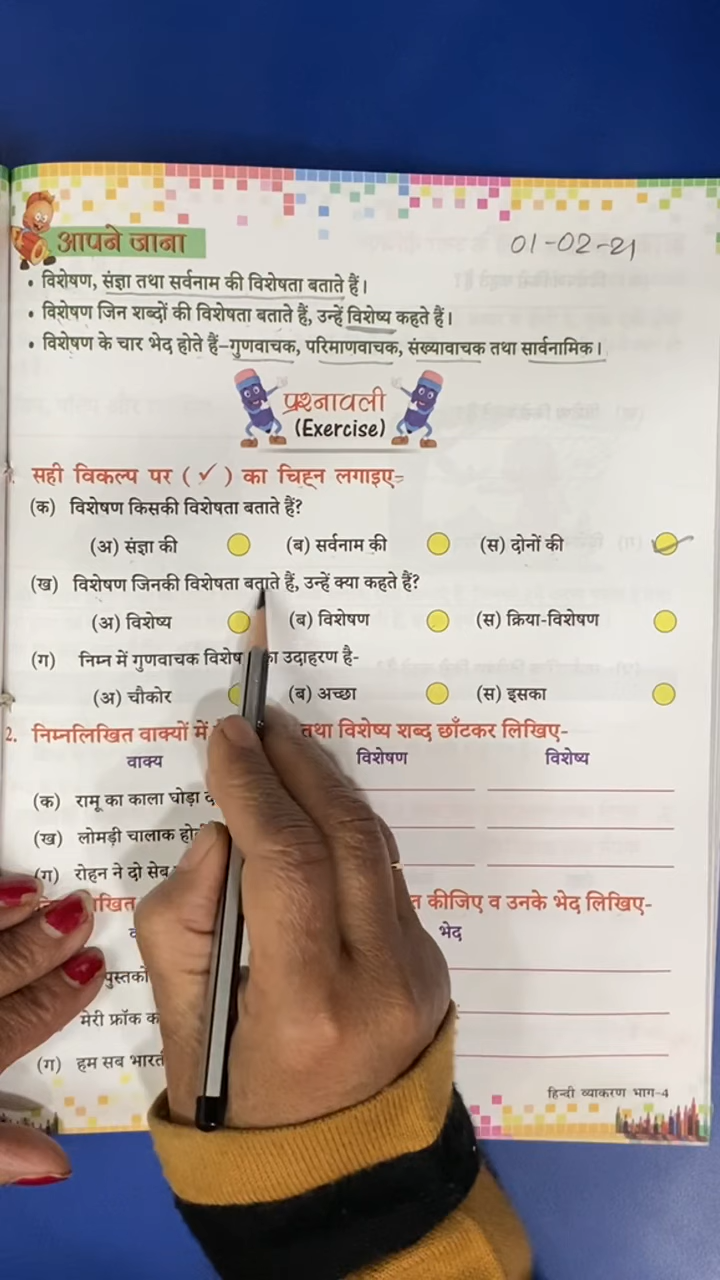 आपने जाना
01-02-21
• विशेषण, संज्ञा तथा सर्वनाम की विशेषता बताते हैं।
• विशेषण जिन शब्दों की विशेषता बताते हैं, उन्हें विशेष्य कहते हैं।
• विशेषण के चार भेद होते हैं–गुणवाचक, परिमाणवाचक, संख्यावाचक तथा सार्वनामिक।
प्रश्नावली
(Exercise)
सही विकल्प पर ( ✓ ) का चिह्न लगाइए-
(क) विशेषण किसकी विशेषता बताते हैं?
(अ) संज्ञा की (ब) सर्वनाम की (स) दोनों की
(ख) विशेषण जिनकी विशेषता बताते हैं, उन्हें क्या कहते हैं?
(अ) विशेष्य (ब) विशेषण (स) क्रिया-विशेषण
(ग) निम्न में गुणवाचक उदाहरण है-
(अ) चौकोर (ब) अच्छा (स) इसका
2. निम्नलिखित वाक्यों में तथा विशेष्य शब्द छाँटकर लिखिए-
वाक्य विशेषण विशेष्य
(क) रामू का काला घोड़ा
(ख) लोमड़ी चालाक
(ग) रोहन ने दो सेब
कीजिए व उनके भेद लिखिए-
भेद
मेरी फ्रॉक
(ग) हम सब
हिन्दी व्याकरण भाग-4